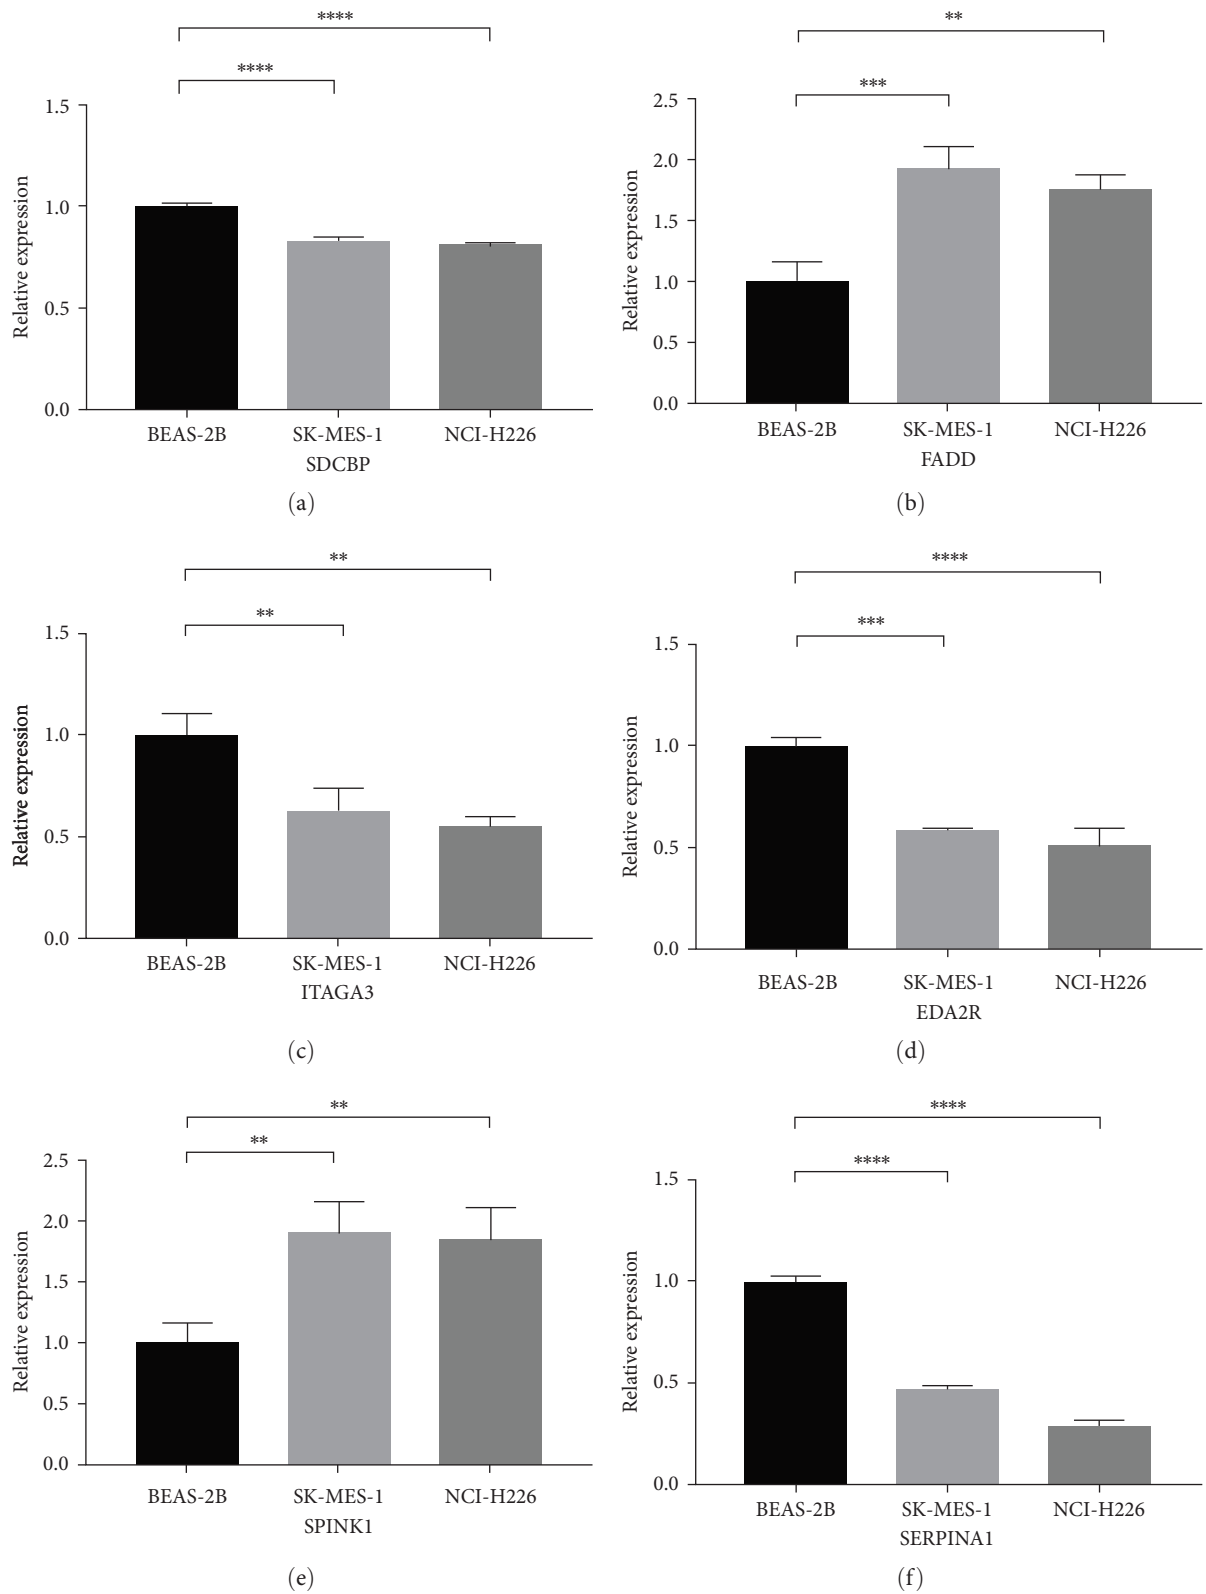 ****
****
1.5
1.0
0.5
0.0
Relative expression
BEAS-2B SK-MES-1 NCI-H226
SDCBP
(a)
**
***
2.5
2.0
1.5
1.0
0.5
0.0
Relative expression
BEAS-2B SK-MES-1 NCI-H226
FADD
(b)
**
**
1.5
1.0
0.5
0.0
Relative expression
BEAS-2B SK-MES-1 NCI-H226
ITAGA3
(c)
****
***
1.5
1.0
0.5
0.0
Relative expression
BEAS-2B SK-MES-1 NCI-H226
EDA2R
(d)
**
**
2.5
2.0
1.5
1.0
0.5
0.0
Relative expression
BEAS-2B SK-MES-1 NCI-H226
SPINK1
(e)
****
****
1.5
1.0
0.5
0.0
Relative expression
BEAS-2B SK-MES-1 NCI-H226
SERPINA1
(f)